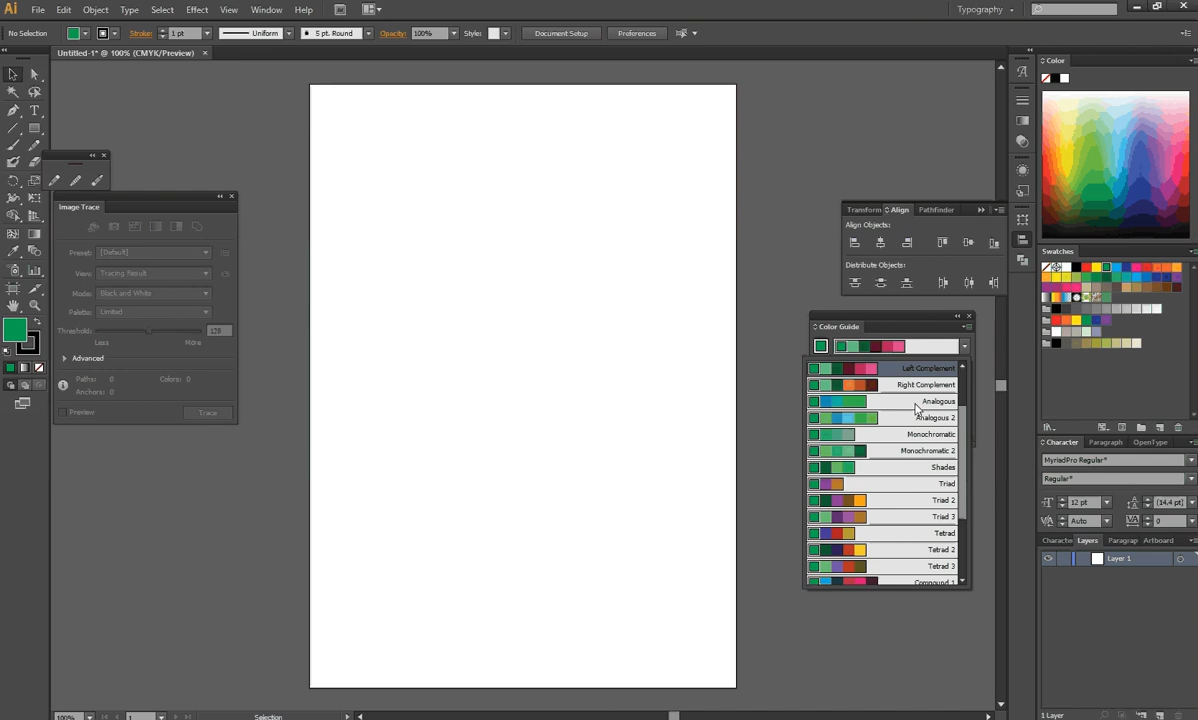 Ai File Edit Object Type Select Effect View Window Help Br Typography
No Selection Stroke: 1 pt Uniform 5 pt. Round Opacity: 100% Style: Document Setup Preferences
Untitled-1* @ 100% (CMYK/Preview)
Image Trace
Preset: [Default]
View: Tracing Result
Mode: Black and White
Palette: Limited
Threshold: 128
Less More
Advanced
Paths: 0 Colors: 0
Anchors: 0
Preview Trace
Transform Align Pathfinder
Align Objects:
Distribute Objects:
Color Guide
Left Complement
Right Complement
Analogous
Analogous 2
Monochromatic
Monochromatic 2
Shades
Triad
Triad 2
Triad 3
Tetrad
Tetrad 2
Tetrad 3
Compound 1
Color
Swatches
Character Paragraph OpenType
MyriadPro Regular*
Regular*
12 pt (14.4 pt)
Auto 0
Characte Layers Paragrap Artboard
Layer 1
1 Layer
100% 1 Selection